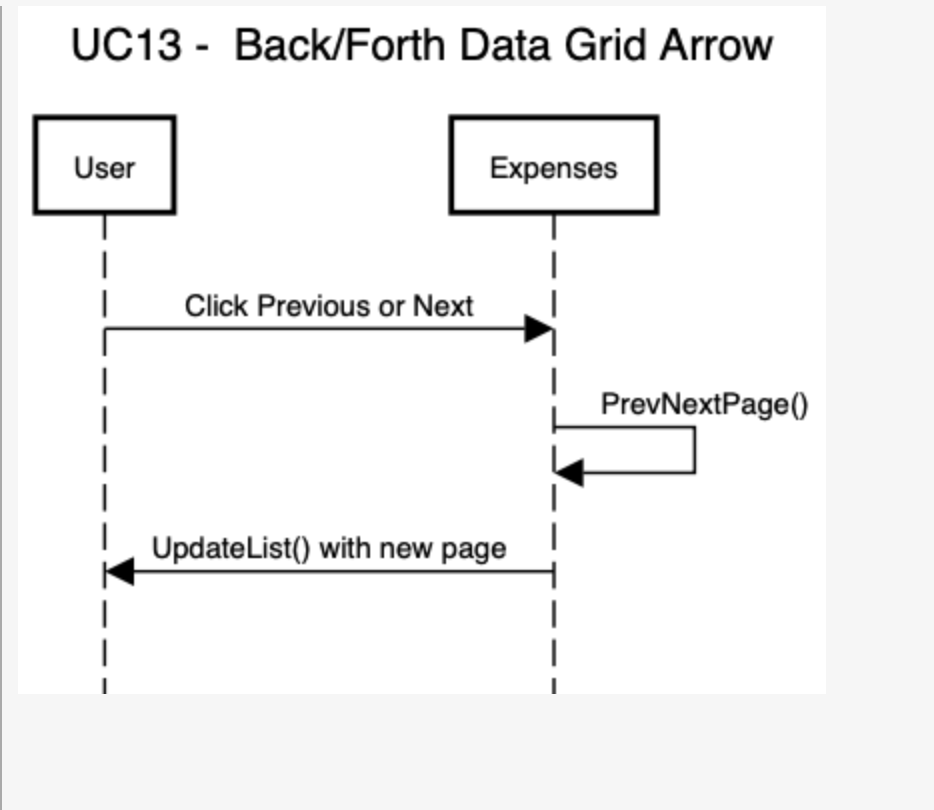 UC13 -  Back/Forth Data Grid Arrow
User
Expenses
Click Previous or Next
PrevNextPage()
UpdateList() with new page